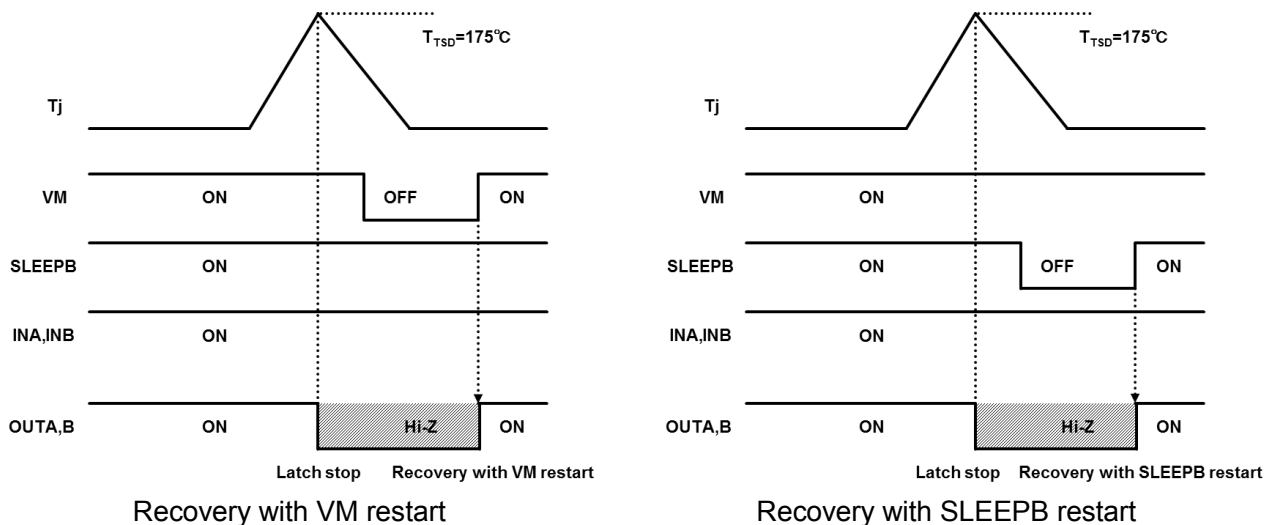 T_TSD=175℃
Tj
VM
ON
OFF
ON
SLEEPB
ON
INA,INB
ON
OUTA,B
ON
Hi-Z
ON
Latch stop
Recovery with VM restart
Recovery with VM restart
T_TSD=175℃
Tj
VM
ON
SLEEPB
ON
OFF
ON
INA,INB
ON
OUTA,B
ON
Hi-Z
ON
Latch stop
Recovery with SLEEPB restart
Recovery with SLEEPB restart